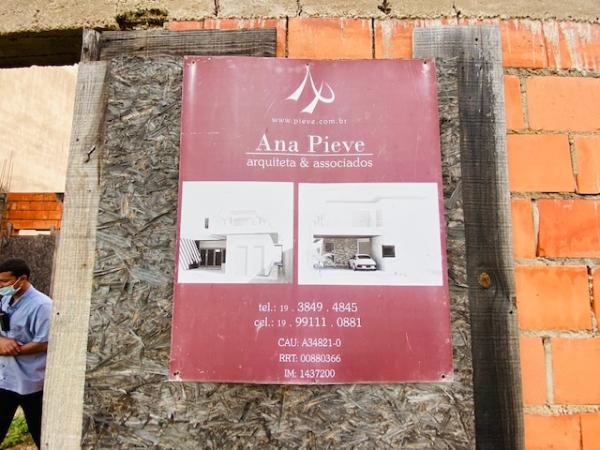 www.pieve.com.br
Ana Pieve
arquiteta & associados
tel.: 19 . 3849 . 4845
cel.: 19 . 99111 . 0881
CAU: A34821-0
RRT: 00880366
IM: 1437200